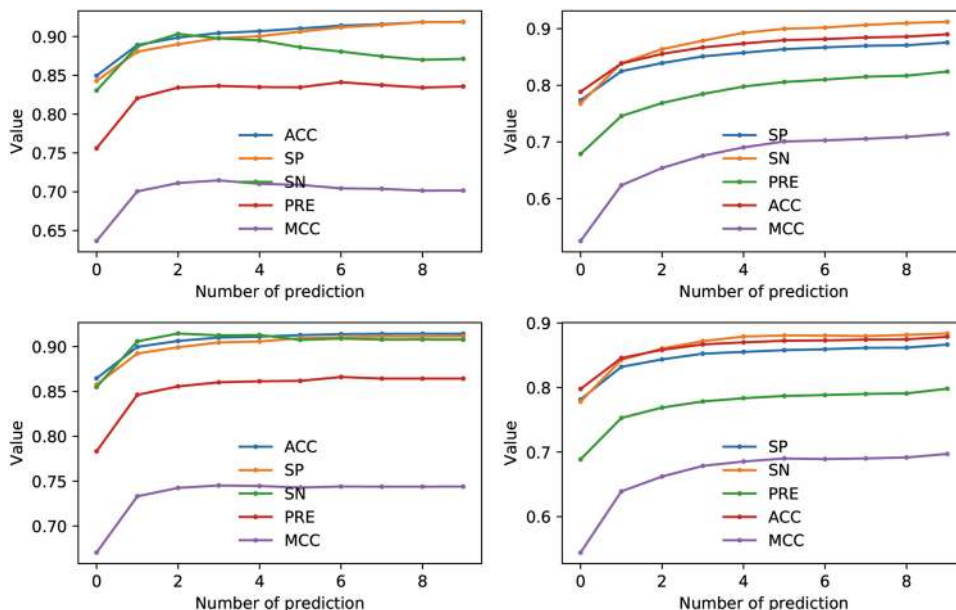 0.90
0.85
0.80
0.75
0.70
0.65
Value
ACC
SP
SN
PRE
MCC
0 2 4 6 8
Number of prediction
0.9
0.8
0.7
0.6
Value
SP
SN
PRE
ACC
MCC
0 2 4 6 8
Number of prediction
0.90
0.85
0.80
0.75
0.70
Value
ACC
SP
SN
PRE
MCC
0 2 4 6 8
Number of prediction
0.9
0.8
0.7
0.6
Value
SP
SN
PRE
ACC
MCC
0 2 4 6 8
Number of prediction